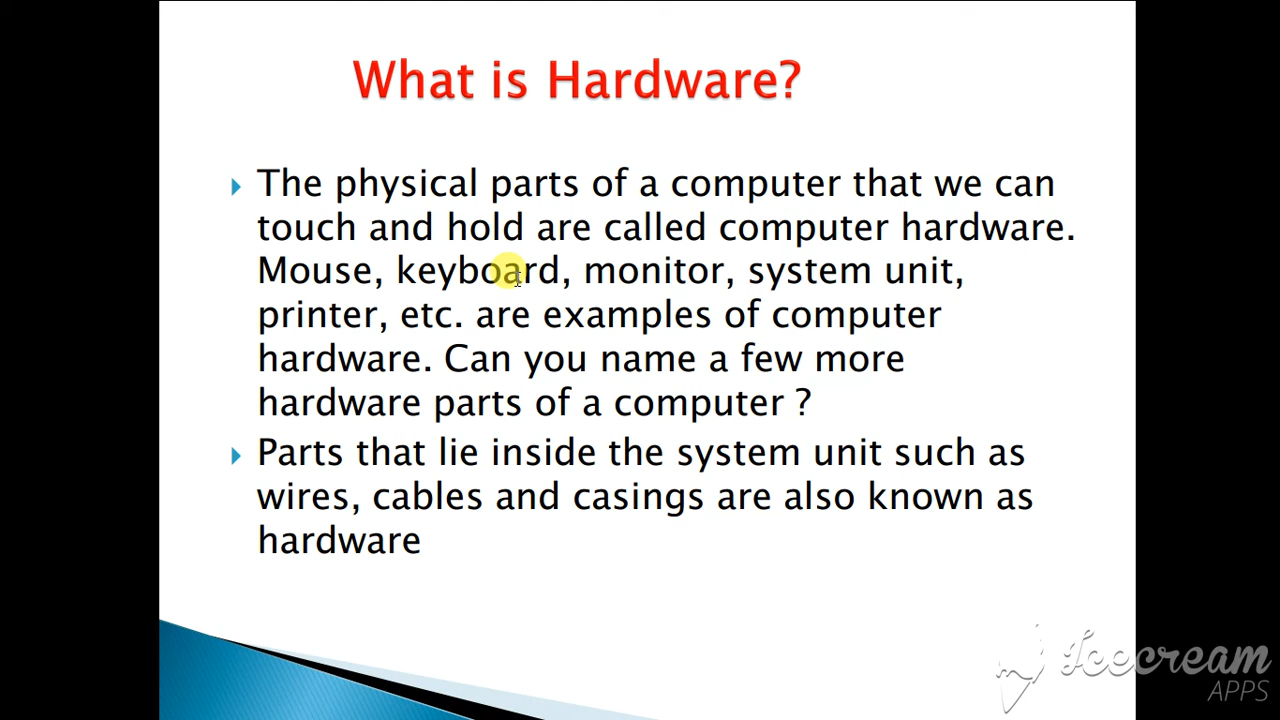 What is Hardware?
The physical parts of a computer that we can
touch and hold are called computer hardware.
Mouse, keyboard, monitor, system unit,
printer, etc. are examples of computer
hardware. Can you name a few more
hardware parts of a computer ?
Parts that lie inside the system unit such as
wires, cables and casings are also known as
hardware
Icecream
APPS